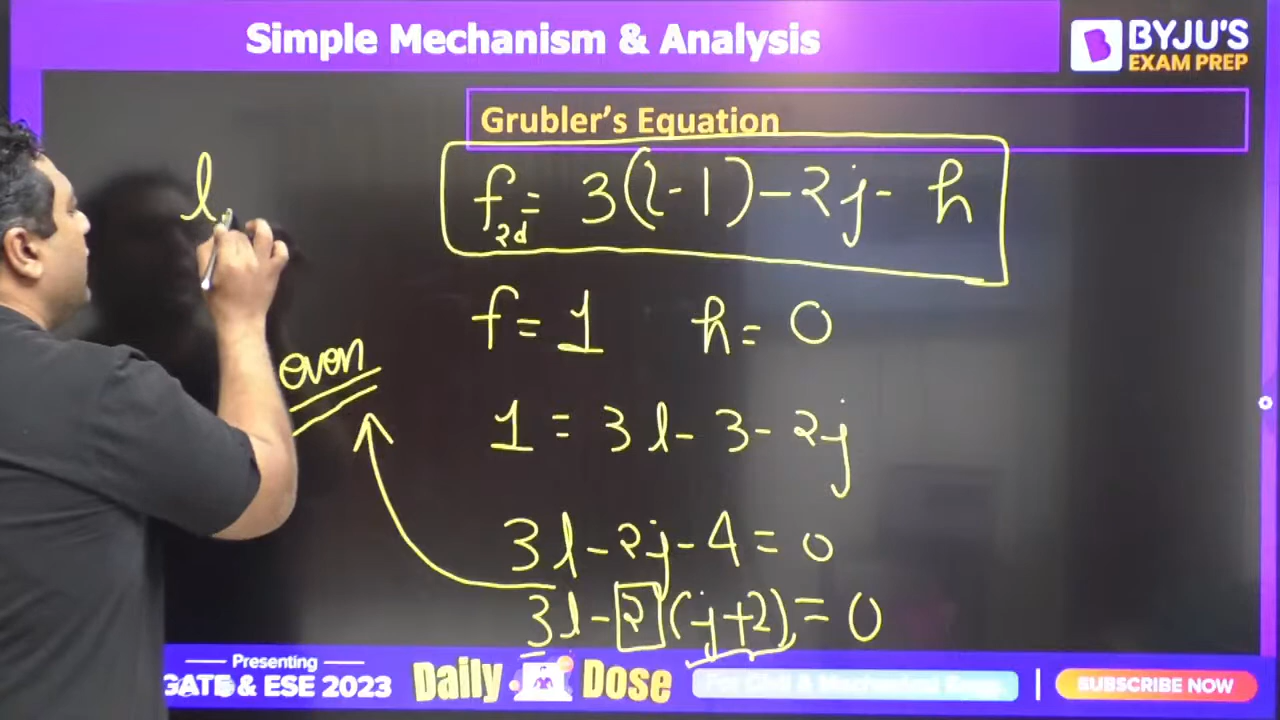 Simple Mechanism & Analysis
BYJU'S
EXAM PREP
Grubler's Equation
f2d = 3(l-1)-2j- h
l
f= 1 h= 0
even
1 = 3l- 3- 2j
3l-2j-4=0
3l-2(j+2)=0
Presenting
GATE & ESE 2023
Daily Dose
SUBSCRIBE NOW